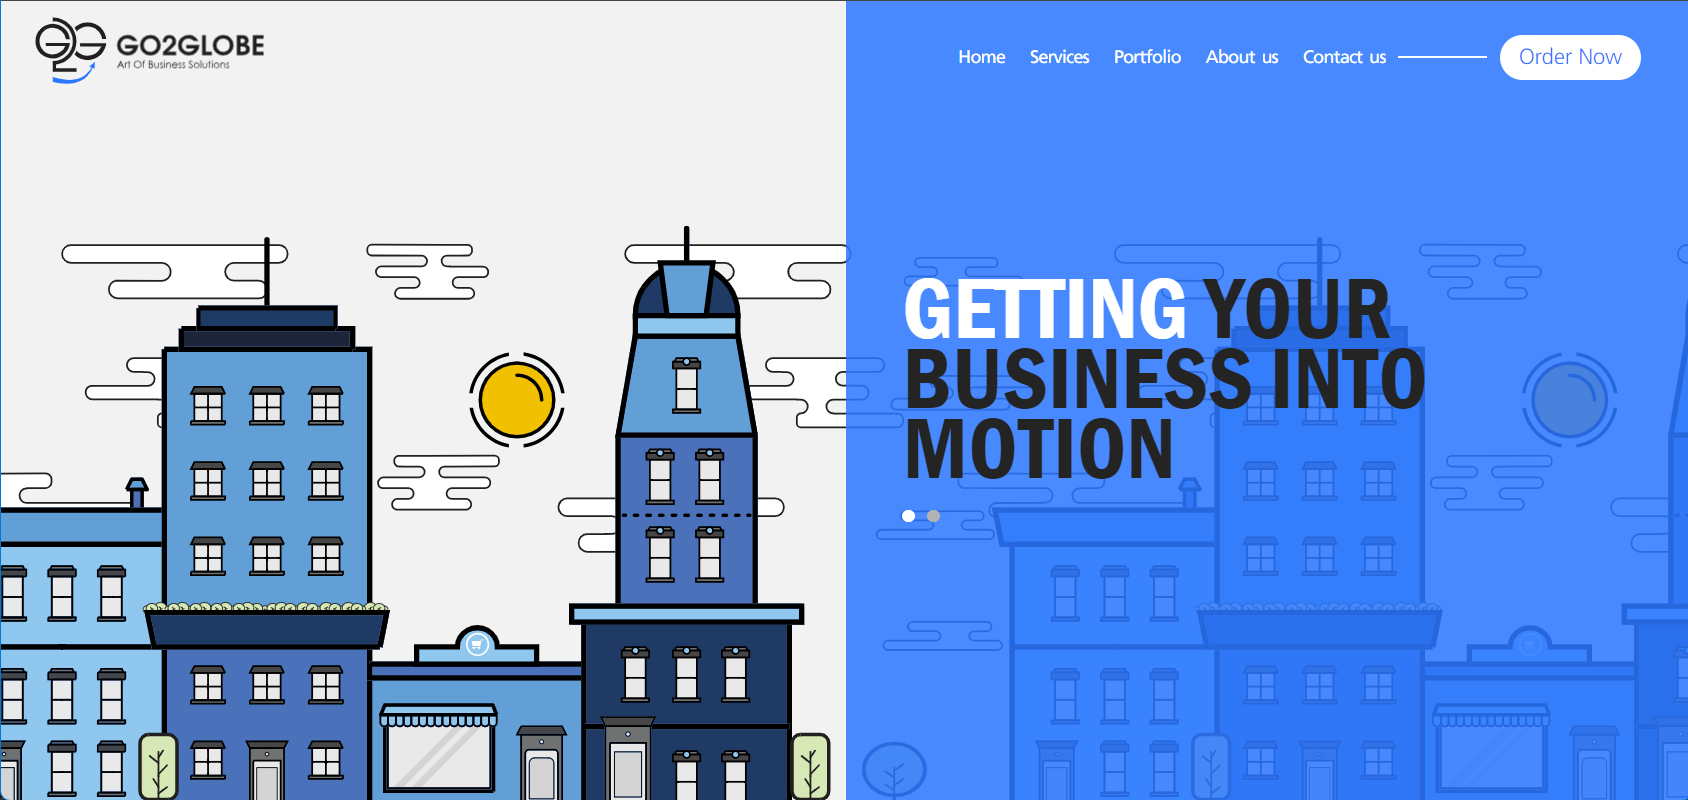 GO2GLOBE
Art Of Business Solutions
Home Services Portfolio About us Contact us Order Now
GETTING YOUR
BUSINESS INTO
MOTION